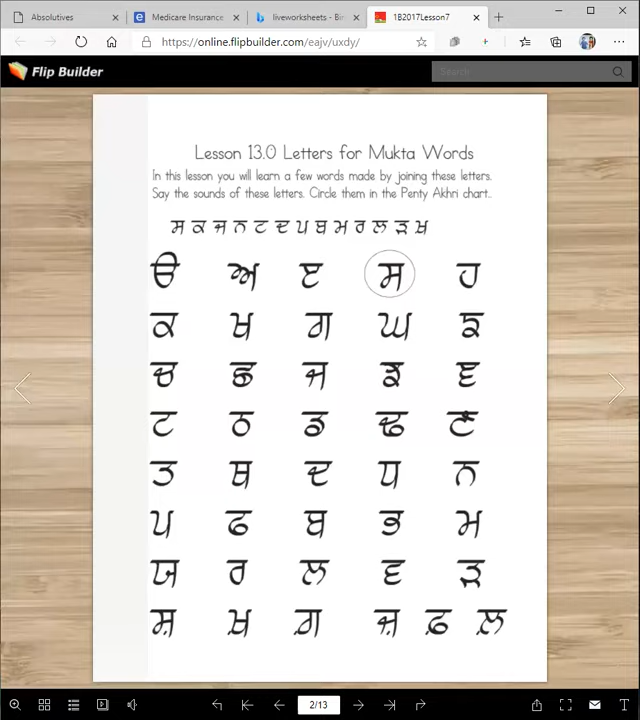 Absolutives
Medicare Insurance
liveworksheets - Bin
1B2017Lesson7
https://online.flipbuilder.com/eajv/uxdy/
Flip Builder
Search
Lesson 13.0 Letters for Mukta Words
In this lesson you will learn a few words made by joining these letters.
Say the sounds of these letters. Circle them in the Penty Akhri chart..
ਸ ਕ ਜ ਨ ਟ ਦ ਪ ਬ ਮ ਰ ਲ ੜ ਖ਼
ੳ ਅ ੲ ਸ ਹ
ਕ ਖ ਗ ਘ ਙ
ਚ ਛ ਜ ਝ ਞ
ਟ ਠ ਡ ਢ ਣ
ਤ ਥ ਦ ਧ ਨ
ਪ ਫ ਬ ਭ ਮ
ਯ ਰ ਲ ਵ ੜ
ਸ਼ ਖ਼ ਗ਼ ਜ਼ ਫ਼ ਲ਼
2/13